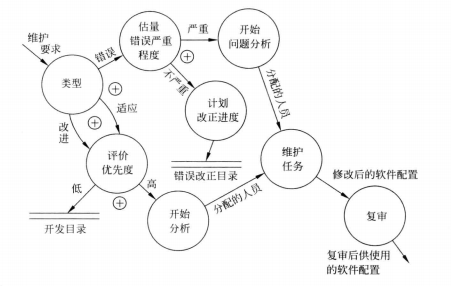 维护
要求
错误
估量
错误严重
程度
严重
开始
问题分析
类型
不严重
分配的人员
适应
计划
改正进度
改
进
评价
优先度
错误改正目录
维护
任务
低
高
分配的人员
修改后的软件配置
开发目录
开始
分析
复审
复审后供使用
的软件配置